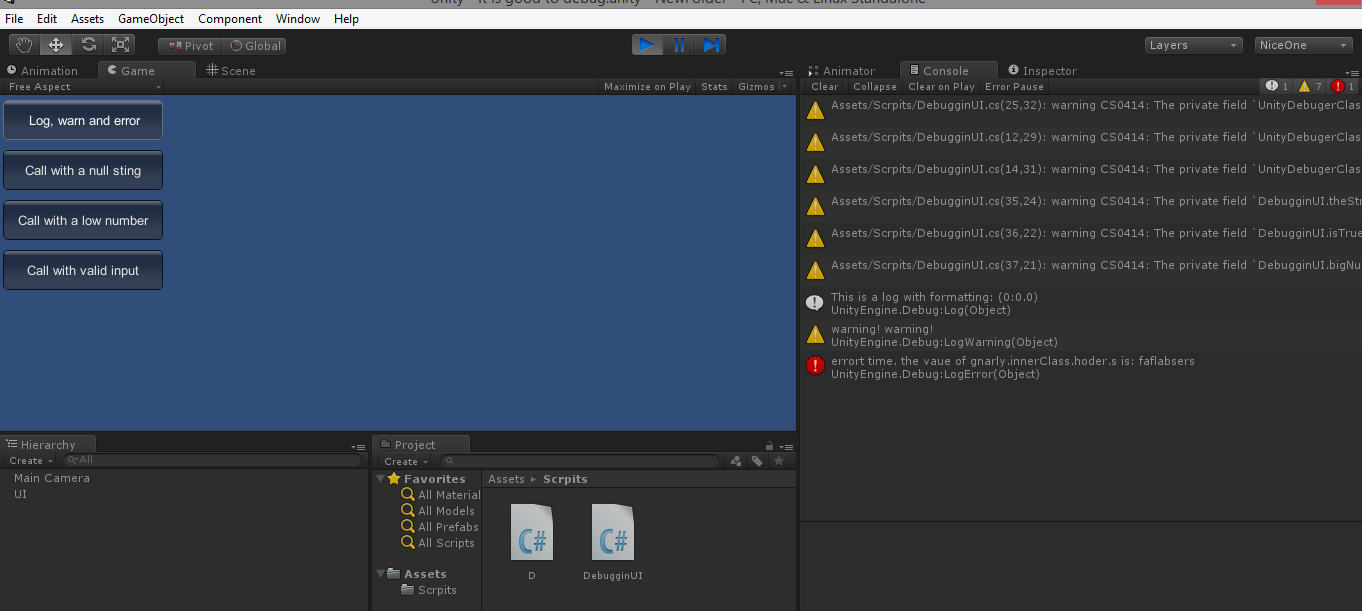 Unity - It is good to debug.unity - NewFolder - PC, Mac & Linux Standalone
File Edit Assets GameObject Component Window Help
Pivot Global Layers NiceOne
Animation Game Scene
Free Aspect Maximize on Play Stats Gizmos
Log, warn and error
Call with a null sting
Call with a low number
Call with valid input
Animator Console Inspector
Clear Collapse Clear on Play Error Pause 1 7 1
Assets/Scrpits/DebugginUI.cs(25,32): warning CS0414: The private field `UnityDebugerClas
Assets/Scrpits/DebugginUI.cs(12,29): warning CS0414: The private field `UnityDebugerClas
Assets/Scrpits/DebugginUI.cs(14,31): warning CS0414: The private field `UnityDebugerClas
Assets/Scrpits/DebugginUI.cs(35,24): warning CS0414: The private field `DebugginUI.theStr
Assets/Scrpits/DebugginUI.cs(36,22): warning CS0414: The private field `DebugginUI.isTrue
Assets/Scrpits/DebugginUI.cs(37,21): warning CS0414: The private field `DebugginUI.bigNu
This is a log with formatting: (0:0.0)
UnityEngine.Debug:Log(Object)
warning! warning!
UnityEngine.Debug:LogWarning(Object)
errort time. the vaue of gnarly.innerClass.hoder.s is: faflabsers
UnityEngine.Debug:LogError(Object)
Hierarchy
Create All
Main Camera
UI
Project
Create
Favorites
All Material
All Models
All Prefabs
All Scripts
Assets
Scrpits
Assets Scrpits
C# C#
D DebugginUI